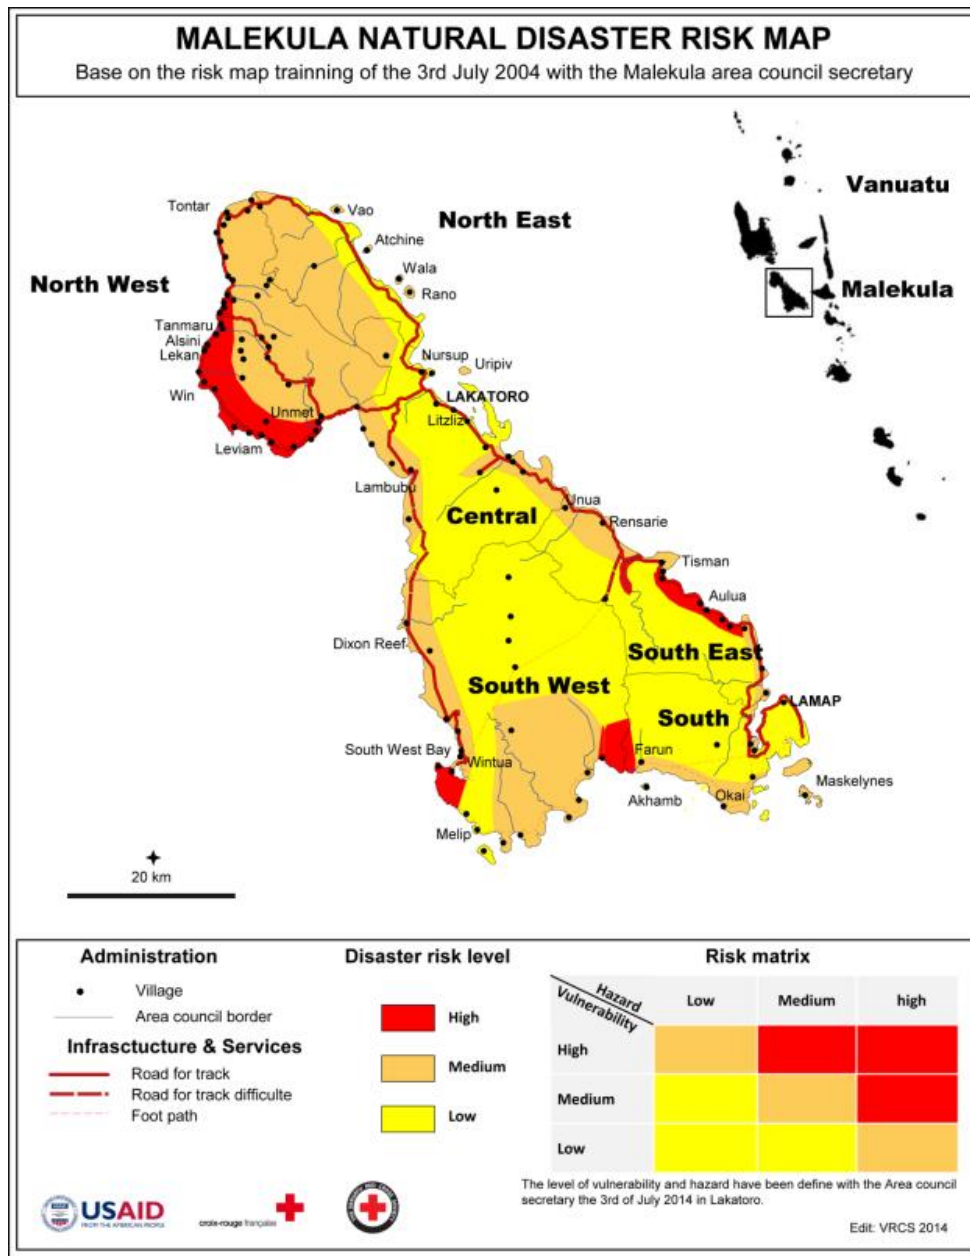 MALEKULA NATURAL DISASTER RISK MAP
Base on the risk map trainning of the 3rd July 2004 with the Malekula area council secretary
Vanuatu
Malekula
North East
North West
Tontar
Vao
Atchine
Wala
Rano
Tanmaru
Alsini
Lekan
Win
Unmet
Leviam
Nursup
Uripiv
LAKATORO
Litzliz
Lambubu
Central
Unua
Rensarie
Tisman
Aulua
Dixon Reef
South East
South West
South
LAMAP
South West Bay
Wintua
Farun
Akhamb
Okai
Maskelynes
Melip
20 km
Administration
Village
Area council border
Infrasctucture & Services
Road for track
Road for track difficulte
Foot path
Disaster risk level
High
Medium
Low
Risk matrix
Hazard
Vulnerability
Low Medium high
High
Medium
Low
The level of vulnerability and hazard have been define with the Area council
secretary the 3rd of July 2014 in Lakatoro.
Edit: VRCS 2014
USAID
FROM THE AMERICAN PEOPLE
croix-rouge française